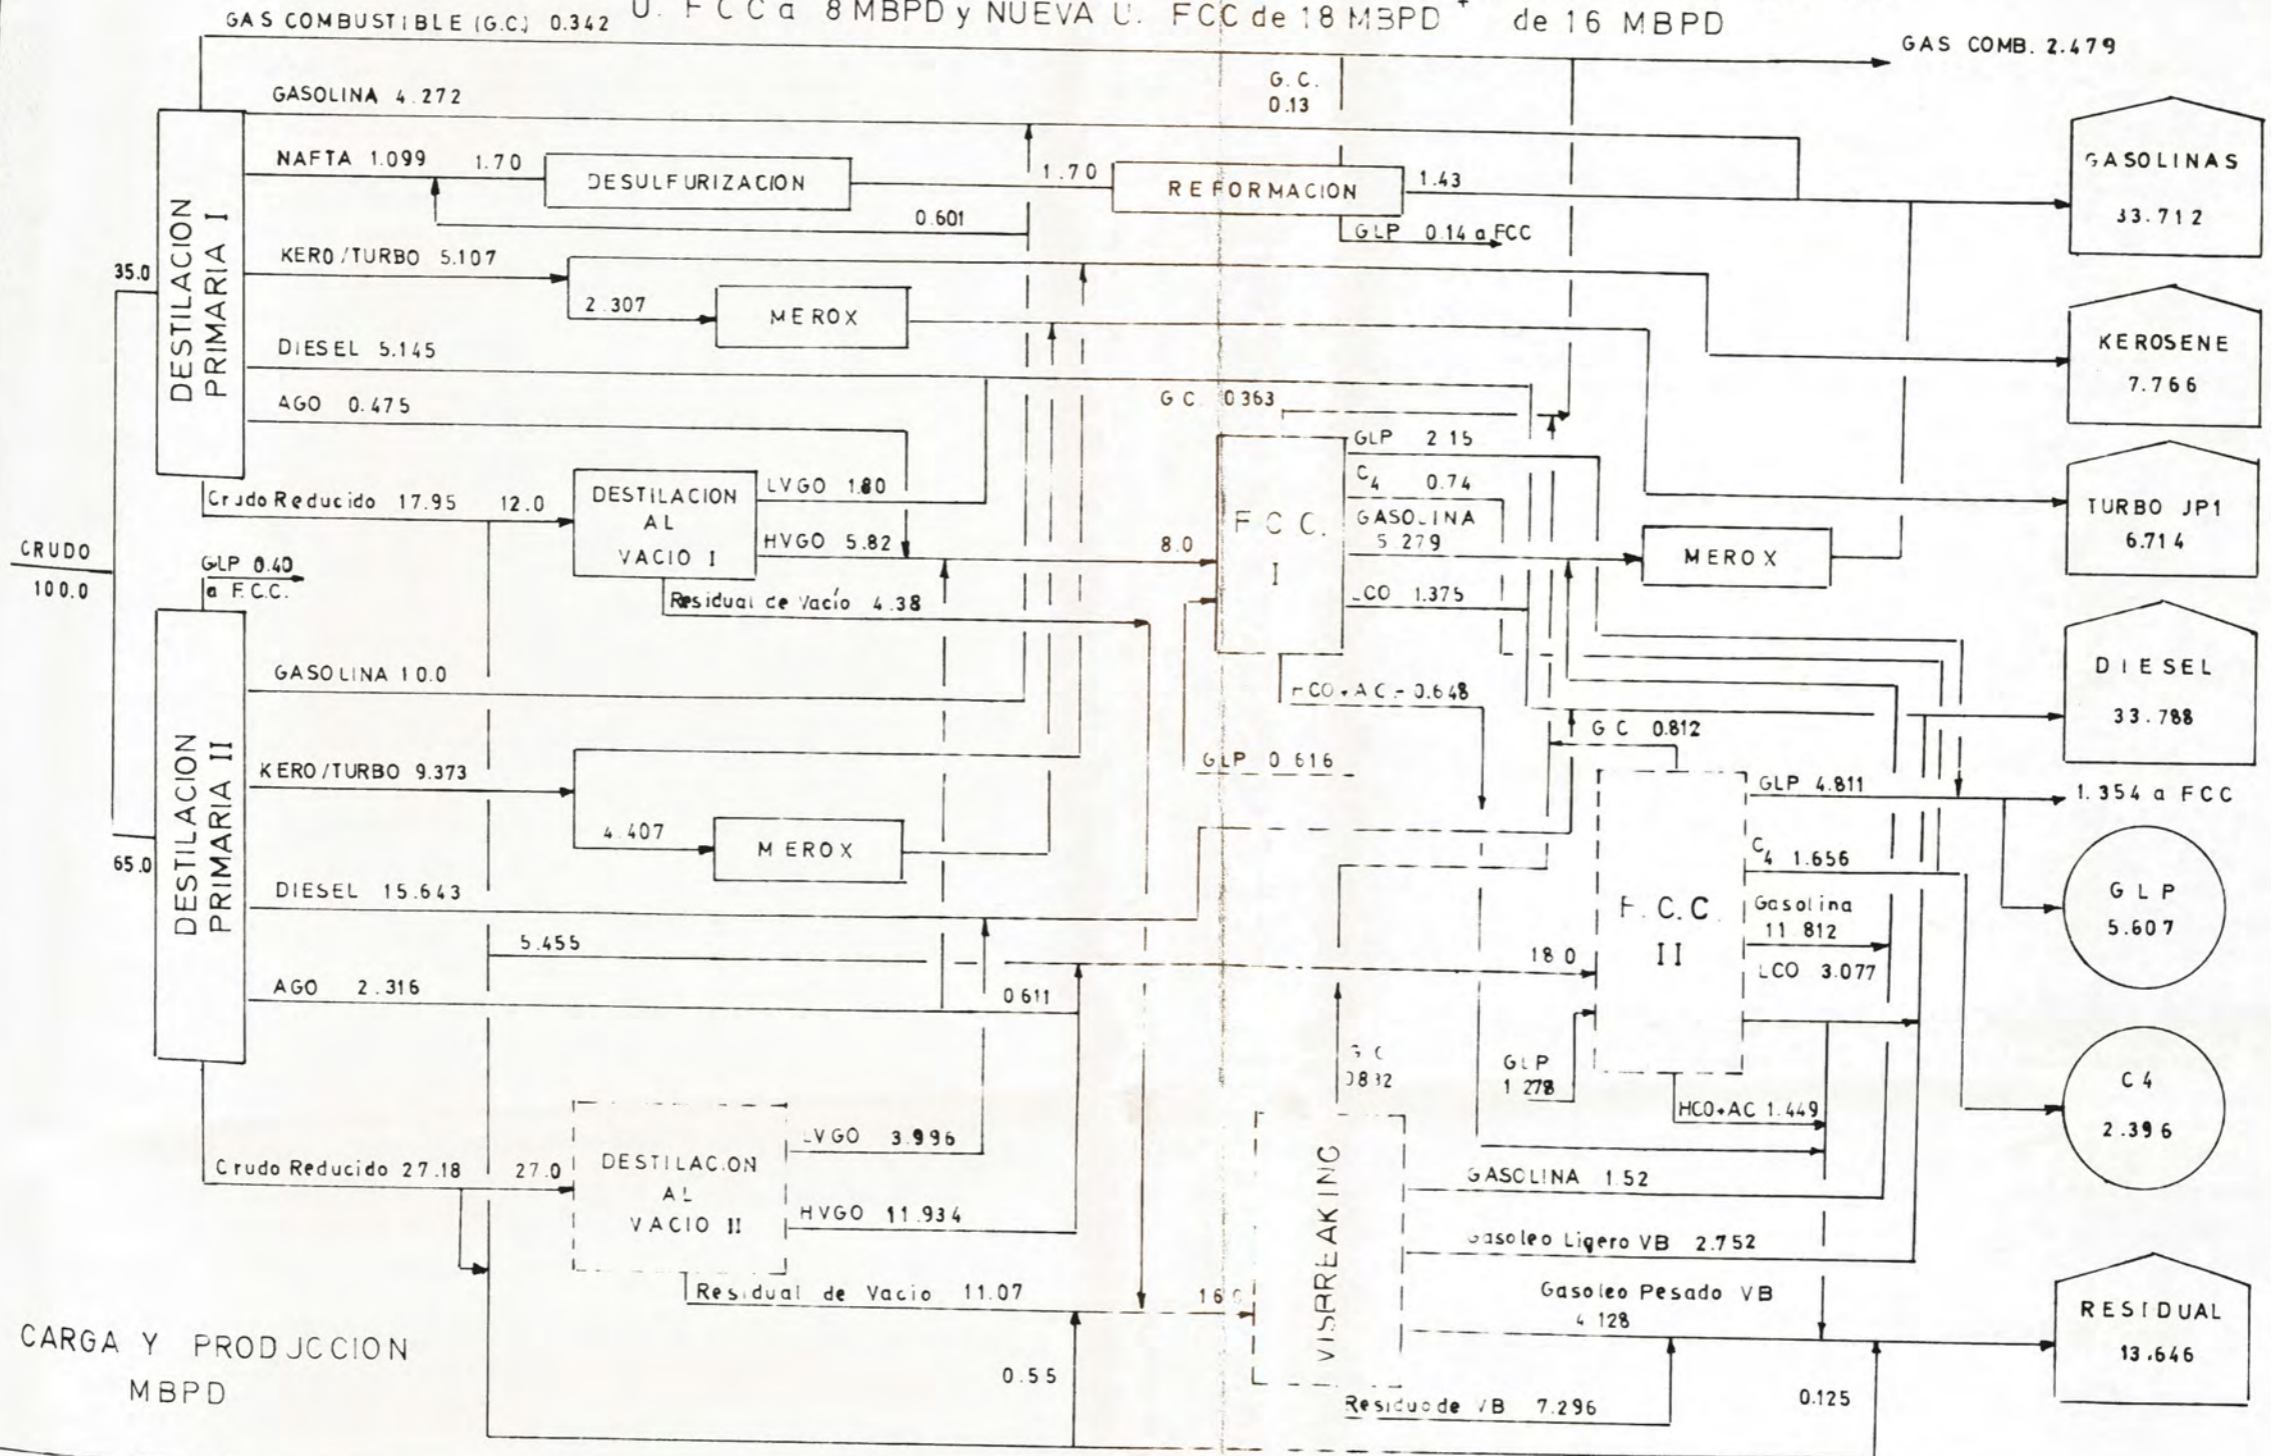 U. FCC a 8 MBPD y NUEVA U. FCC de 18 MBPD + de 16 MBPD
GAS COMBUSTIBLE (G.C.) 0.342
GAS COMB. 2.479
G. C.
0.13
GASOLINA 4.272
NAFTA 1.099
1.70
DESULFURIZACION
1.70
REFORMACION
1.43
0.601
GLP 0.14 a FCC
GASOLINAS
33.712
DESTILACION
PRIMARIA I
35.0
KERO/TURBO 5.107
2.307
MEROX
KEROSENE
7.766
DIESEL 5.145
AGO 0.475
G C 0363
GLP 2 15
C4 0.74
GASOLINA
5.279
LCO 1.375
F C C.
I
8.0
MEROX
TURBO JP1
6.714
Crudo Reducido 17.95
12.0
DESTILACION
AL
VACIO I
LVGO 1.80
HVGO 5.82
Residual de Vacío 4.38
CRUDO
100.0
GLP 0.40
a F.C.C.
HCO+AC- 0.648
GLP 0 616
DIESEL
33.788
DESTILACION
PRIMARIA II
65.0
GASOLINA 10.0
KERO/TURBO 9.373
4.407
MEROX
DIESEL 15.643
5.455
AGO 2.316
0.611
G C 0.812
F. C.C.
II
GLP 4.811
1.354 a FCC
C4 1.656
Gasolina
11 812
LCO 3.077
18 0
GLP
1 278
HCO+AC 1.449
GLP
5.607
C4
2.396
Crudo Reducido 27.18
27.0
DESTILACION
AL
VACIO II
LVGO 3.996
HVGO 11.934
Residual de Vacio 11.07
VISBREAKING
GASOLINA 1.52
Gasoleo Ligero VB 2.752
Gasoleo Pesado VB
4 128
Residuo de VB 7.296
0.55
0.125
RESIDUAL
13.646
CARGA Y PRODUCCION
MBPD